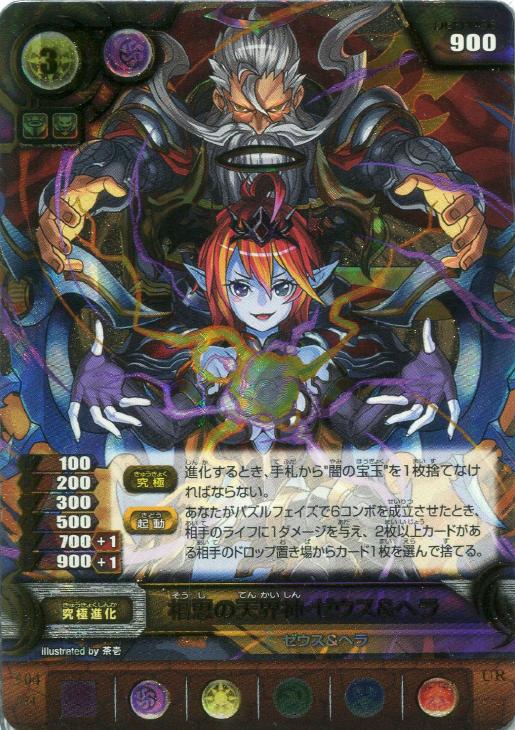 3
900
100
200
300
500
700 +1
900 +1
究極 進化するとき、手札から"闇の宝玉"を1枚捨てなければならない。
起動 あなたがパズルフェイズで6コンボを成立させたとき、
相手のライフに1ダメージを与え、2枚以上カードがある
相手のドロップ置き場からカード1枚を選んで捨てる。
究極進化
相思の天界神・ゼウス&ヘラ
ゼウス&ヘラ
illustrated by 茶壱
UR